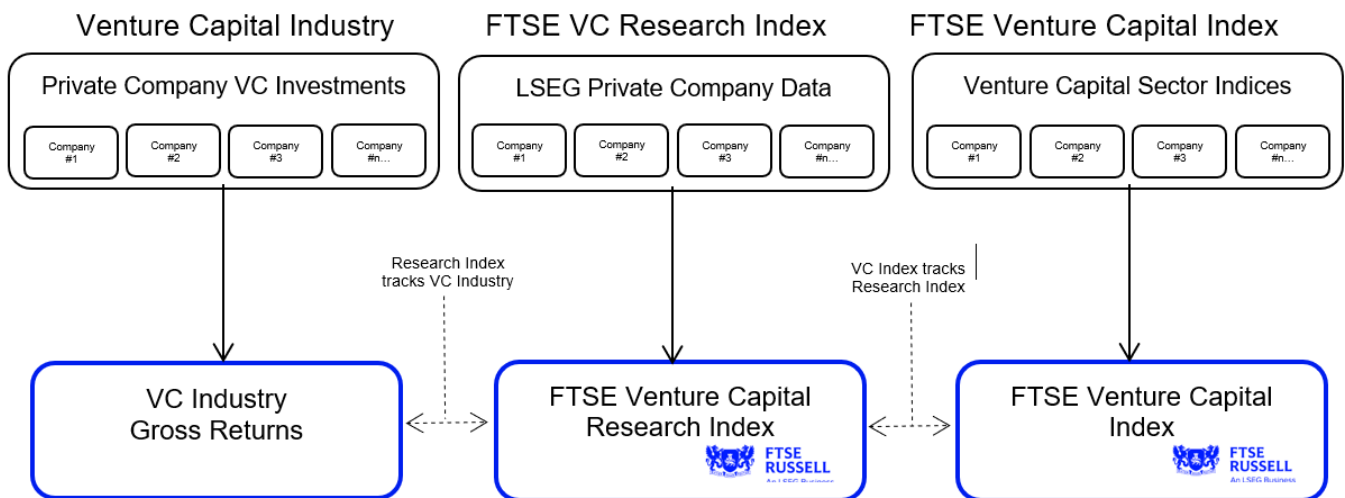 Venture Capital Industry
FTSE VC Research Index
FTSE Venture Capital Index
Private Company VC Investments
Company
#1
Company
#2
Company
#3
Company
#n...
LSEG Private Company Data
Company
#1
Company
#2
Company
#3
Company
#n...
Venture Capital Sector Indices
Company
#1
Company
#2
Company
#3
Company
#n...
Research Index
tracks VC Industry
VC Index tracks
Research Index
VC Industry
Gross Returns
FTSE Venture Capital
Research Index
FTSE
RUSSELL
An LSEG Business
FTSE Venture Capital
Index
FTSE
RUSSELL
An LSEG Business